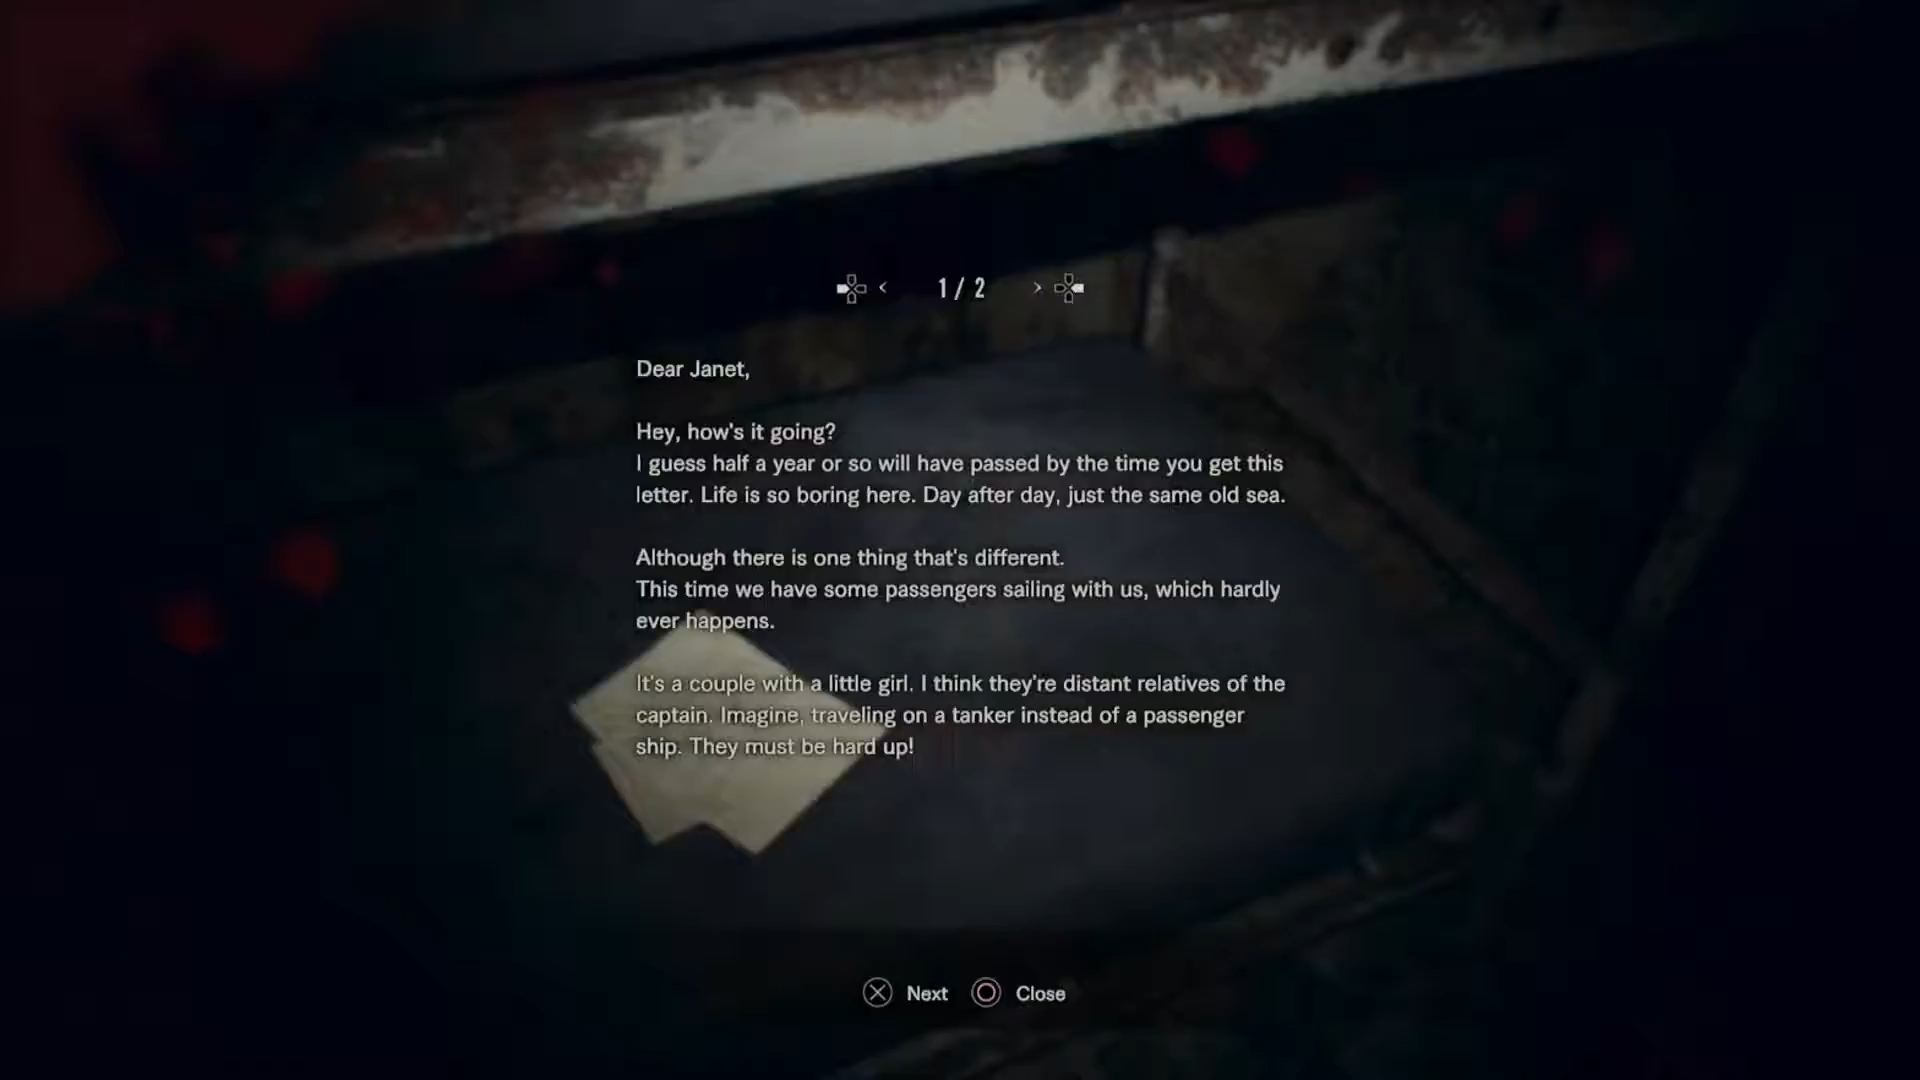 < 1 / 2 >
Dear Janet,
Hey, how's it going?
I guess half a year or so will have passed by the time you get this
letter. Life is so boring here. Day after day, just the same old sea.
Although there is one thing that's different.
This time we have some passengers sailing with us, which hardly
ever happens.
It's a couple with a little girl. I think they're distant relatives of the
captain. Imagine, traveling on a tanker instead of a passenger
ship. They must be hard up!
Next Close